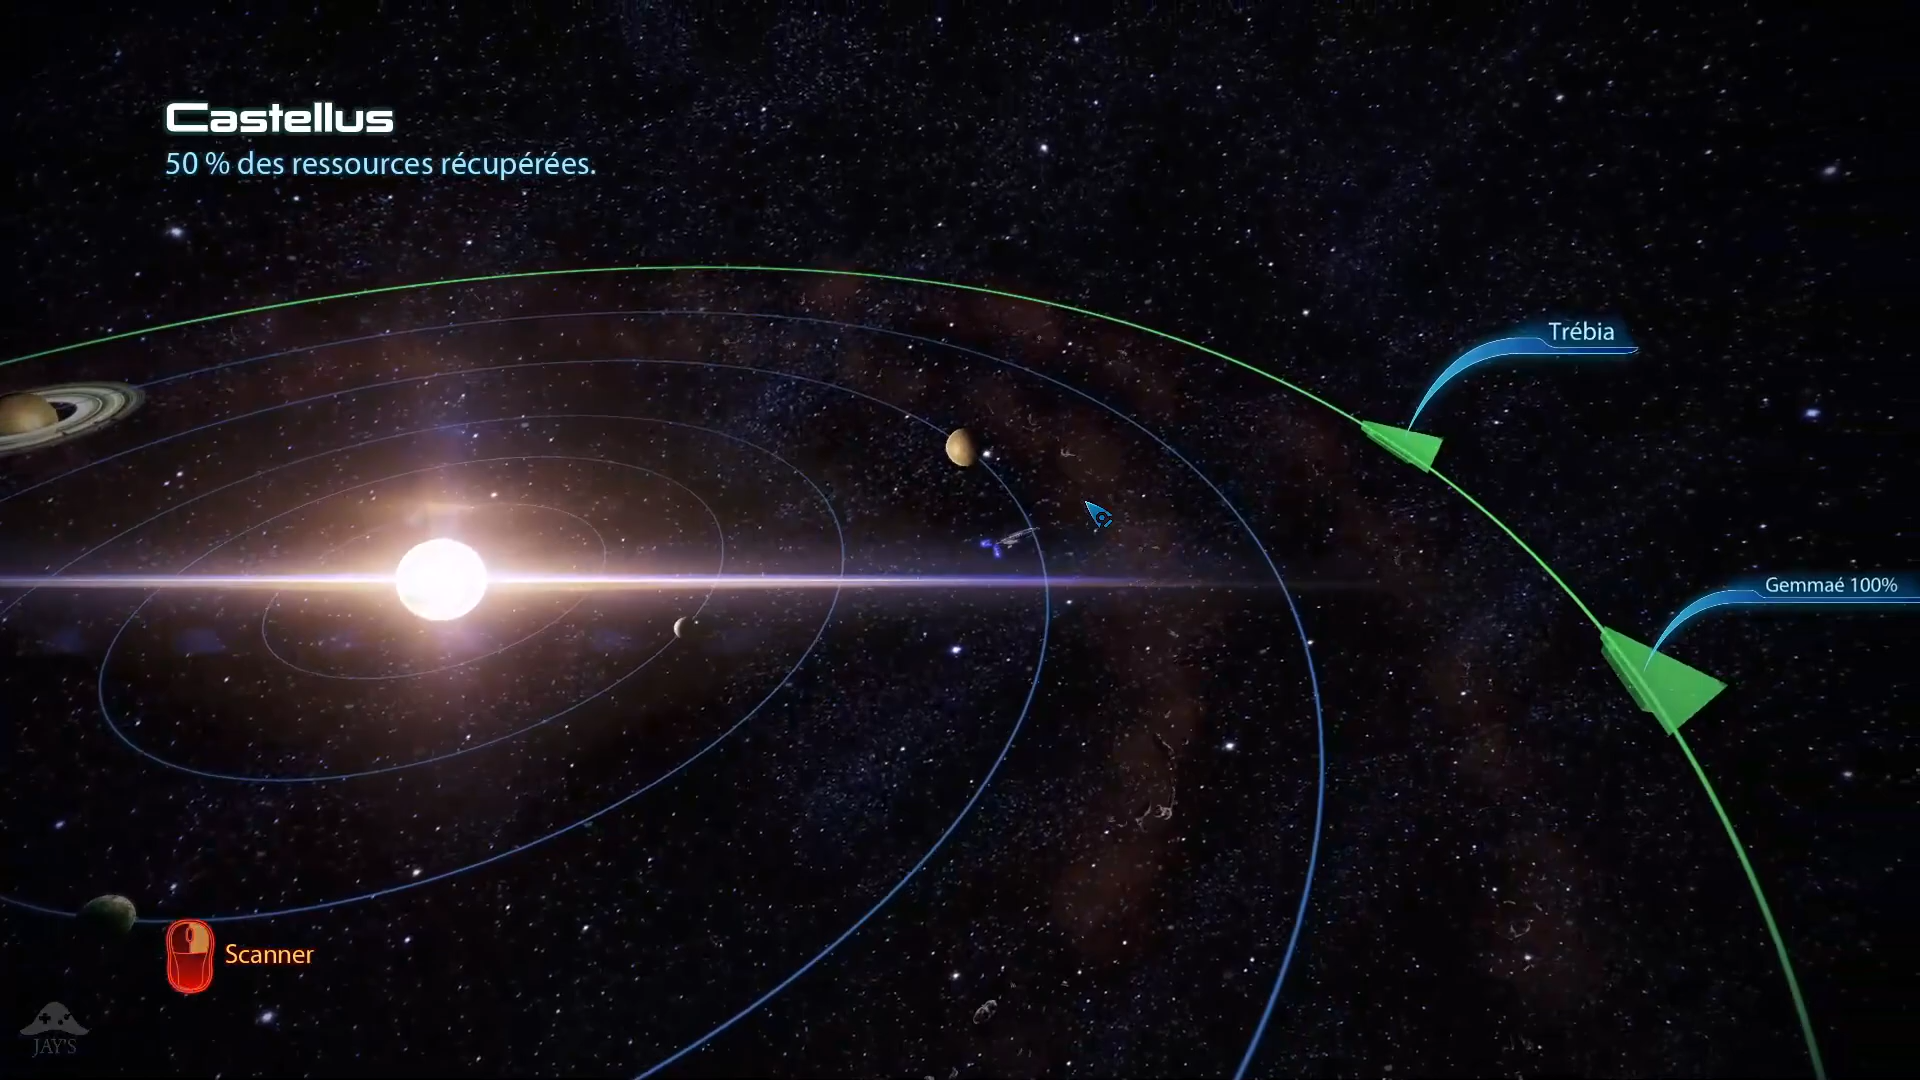 Castellus
50 % des ressources récupérées.
Trébia
Gemmaé 100%
Scanner
JAY'S